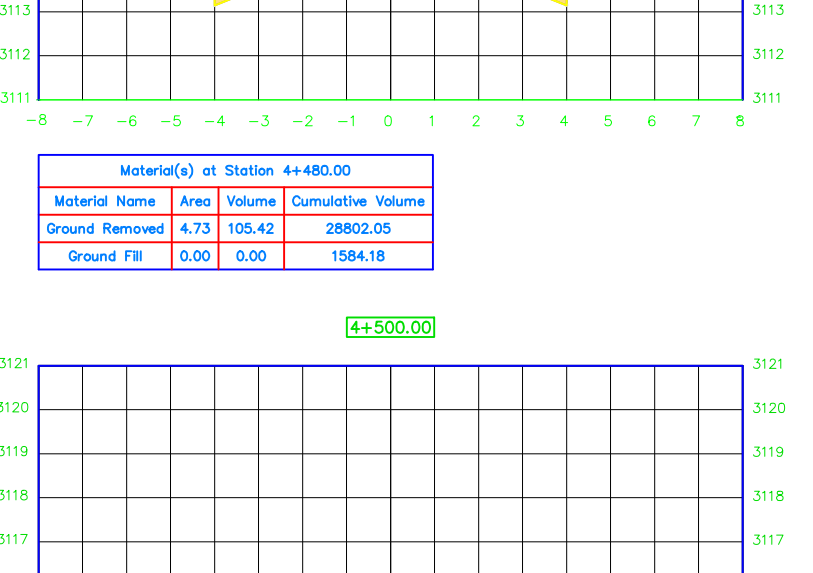 3113 3113
3112 3112
3111 3111
-8 -7 -6 -5 -4 -3 -2 -1 0 1 2 3 4 5 6 7 8
Material(s) at Station 4+480.00
Material Name Area Volume Cumulative Volume
Ground Removed 4.73 105.42 28802.05
Ground Fill 0.00 0.00 1584.18
4+500.00
3121 3121
3120 3120
3119 3119
3118 3118
3117 3117